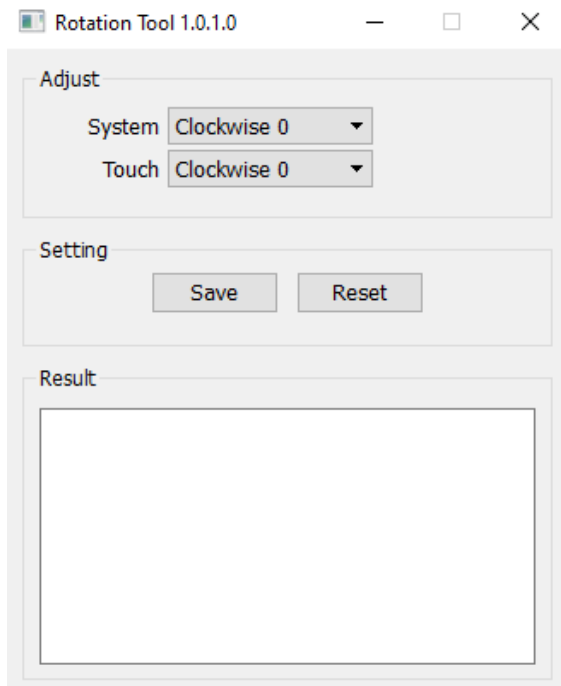 Rotation Tool 1.0.1.0
Adjust
System Clockwise 0
Touch Clockwise 0
Setting
Save Reset
Result